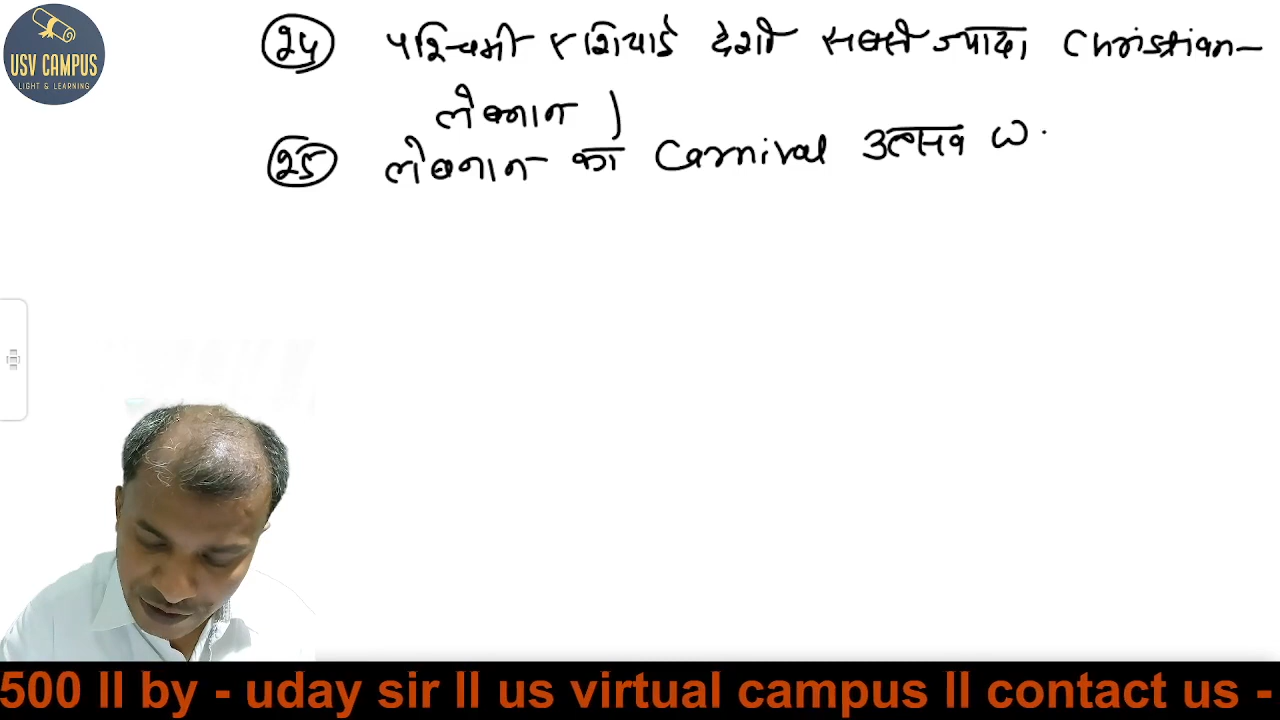 USV CAMPUS
LIGHT & LEARNING
24 पश्चिमी एशियाई देशो सबसे ज्यादा Christian-
लेबनान )
25 लेबनान का Carnival उत्सव
500 ll by - uday sir ll us virtual campus ll contact us -